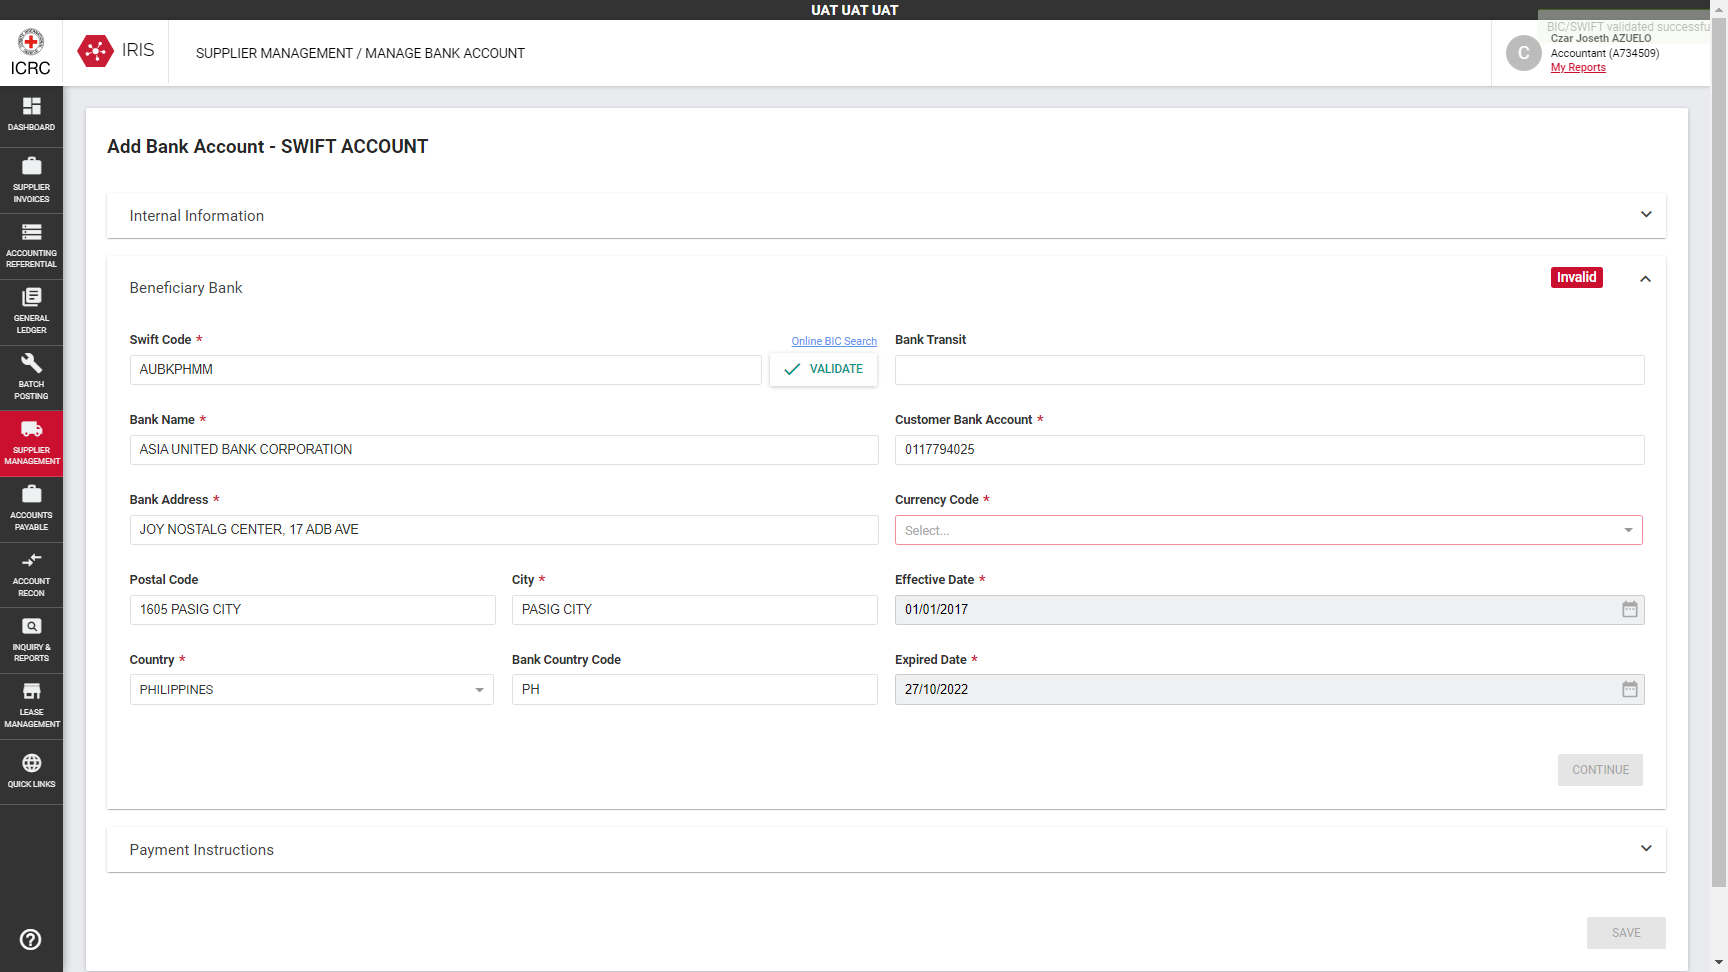 UAT UAT UAT
ICRC
IRIS
SUPPLIER MANAGEMENT / MANAGE BANK ACCOUNT
BIC/SWIFT validated successfu
C
Czar Joseth AZUELO
Accountant (A734509)
My Reports
DASHBOARD
SUPPLIER
INVOICES
ACCOUNTING
REFERENTIAL
GENERAL
LEDGER
BATCH
POSTING
SUPPLIER
MANAGEMENT
ACCOUNTS
PAYABLE
ACCOUNT
RECON
INQUIRY &
REPORTS
LEASE
MANAGEMENT
QUICK LINKS
Add Bank Account - SWIFT ACCOUNT
Internal Information
Beneficiary Bank
Invalid
Swift Code *
Online BIC Search
Bank Transit
AUBKPHMM
VALIDATE
Bank Name *
Customer Bank Account *
ASIA UNITED BANK CORPORATION
0117794025
Bank Address *
Currency Code *
JOY NOSTALG CENTER, 17 ADB AVE
Select...
Postal Code
City *
Effective Date *
1605 PASIG CITY
PASIG CITY
01/01/2017
Country *
Bank Country Code
Expired Date *
PHILIPPINES
PH
27/10/2022
CONTINUE
Payment Instructions
SAVE